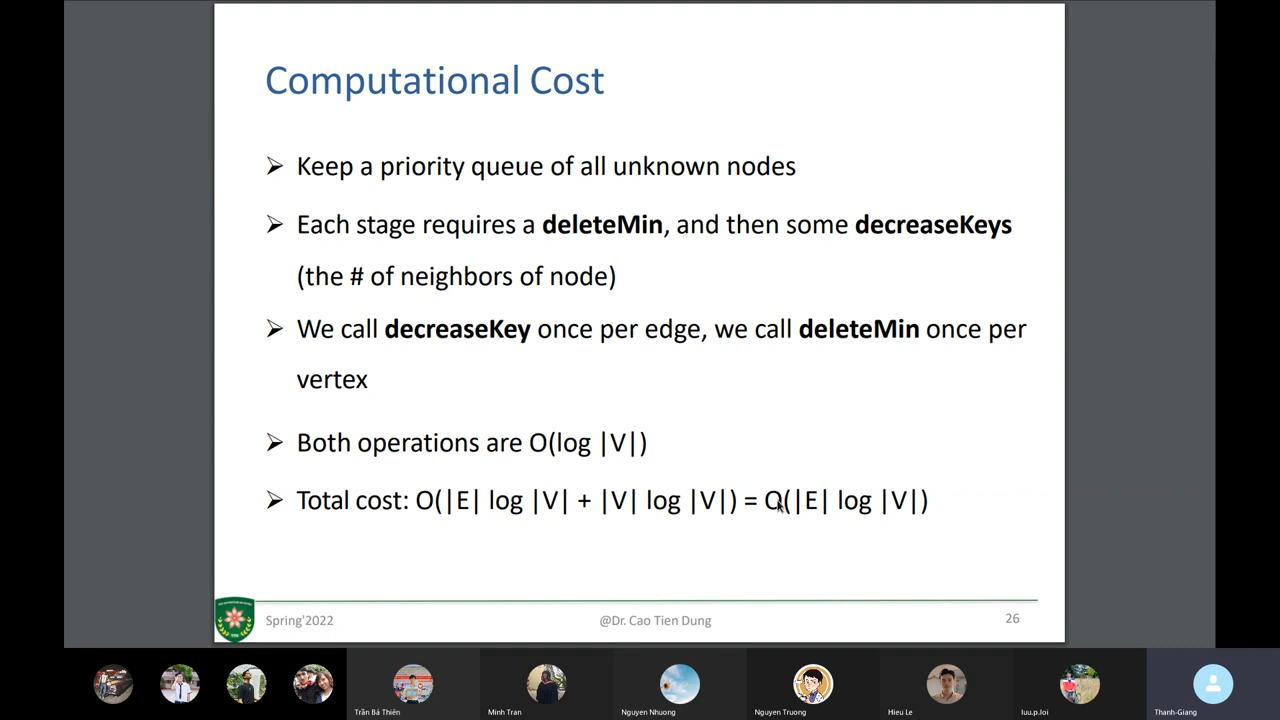 Computational Cost
➢ Keep a priority queue of all unknown nodes
➢ Each stage requires a deleteMin, and then some decreaseKeys
(the # of neighbors of node)
➢ We call decreaseKey once per edge, we call deleteMin once per
vertex
➢ Both operations are O(log |V|)
➢ Total cost: O(|E| log |V| + |V| log |V|) = O(|E| log |V|)
Spring'2022 @Dr. Cao Tien Dung 26
Trần Bá Thiên Minh Tran Nguyen Nhuong Nguyen Truong Hieu Le luu.p.loi Thanh-Giang